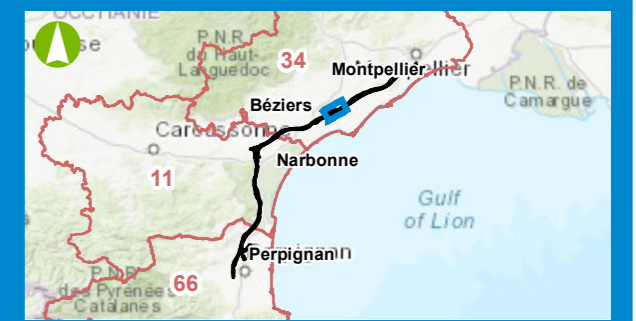 OCCITANIE
P.N.R.
du Haut-
Languedoc
34
Montpellier
P.N.R. de
Camargue
Béziers
Carcassonne
Narbonne
11
Gulf
of Lion
Perpignan
66
P.N.R.
des Pyrénées
Catalanes